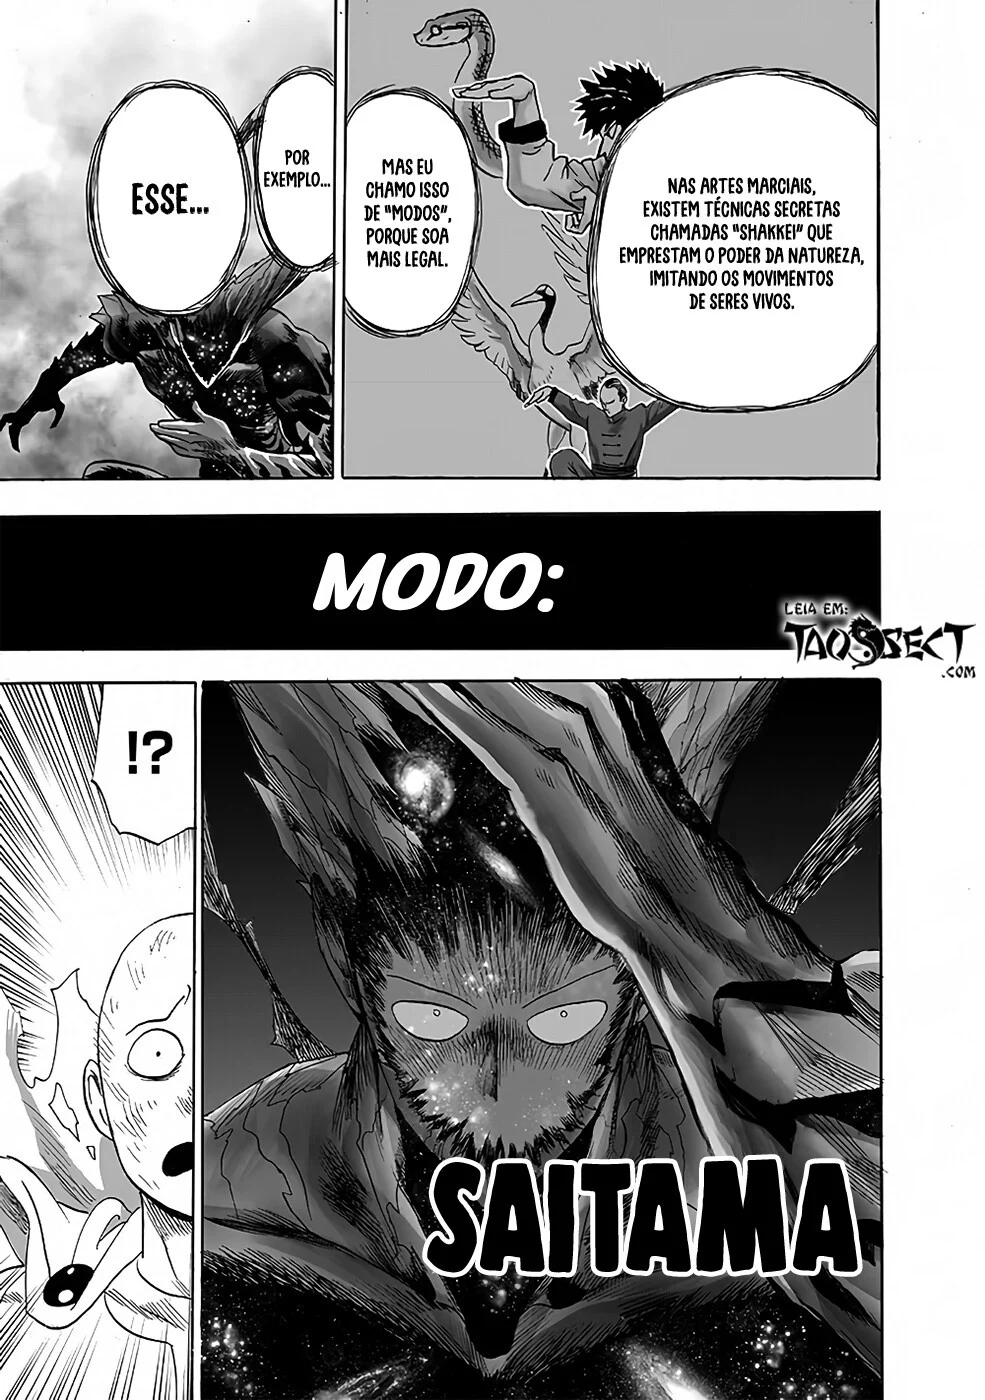 NAS ARTES MARCIAIS,
EXISTEM TÉCNICAS SECRETAS
CHAMADAS "SHAKKEI" QUE
EMPRESTAM O PODER DA NATUREZA,
IMITANDO OS MOVIMENTOS
DE SERES VIVOS.
MAS EU
CHAMO ISSO
DE "MODOS",
PORQUE SOA
MAIS LEGAL.
POR
EXEMPLO...
ESSE...
MODO:
LEIA EM:
TAOSSECT
.COM
SAITAMA
!?